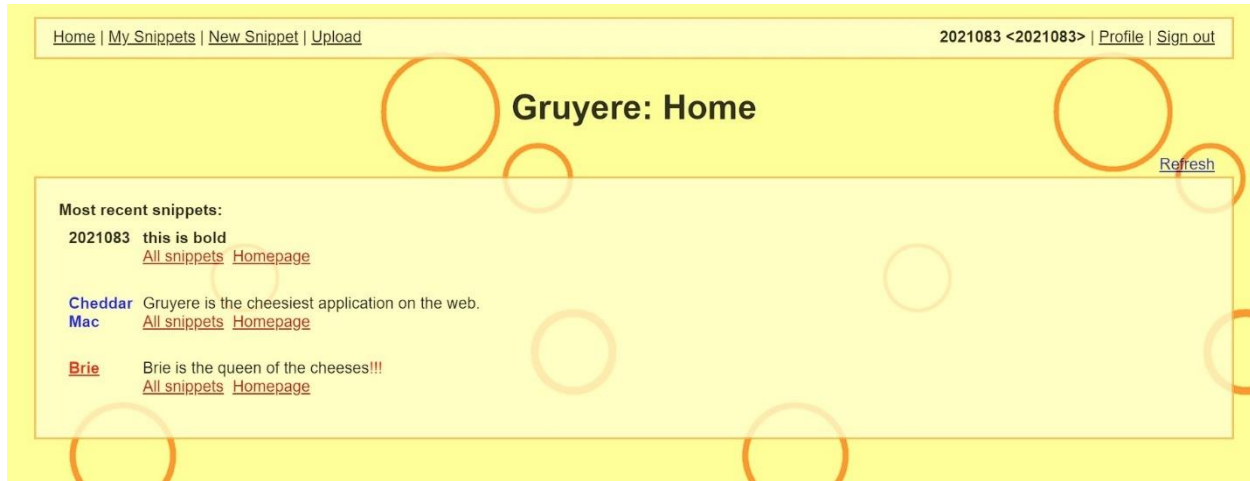 Home | My Snippets | New Snippet | Upload
2021083 <2021083> | Profile | Sign out
Gruyere: Home
Refresh
Most recent snippets:
2021083 this is bold
All snippets Homepage
Cheddar Gruyere is the cheesiest application on the web.
Mac All snippets Homepage
Brie Brie is the queen of the cheeses!!!
All snippets Homepage